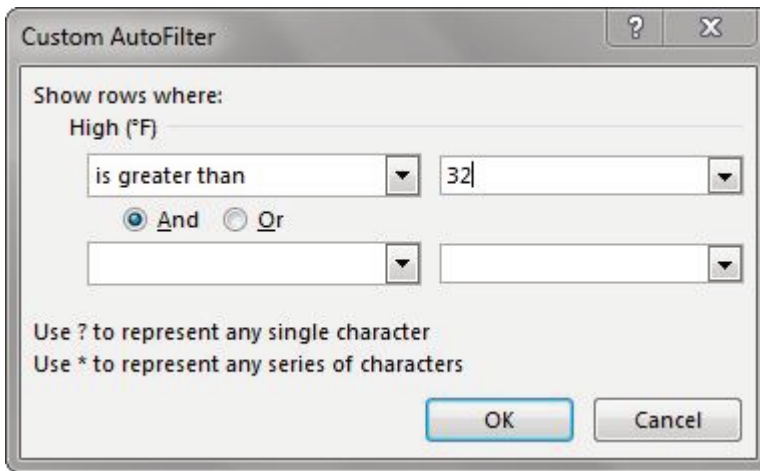 Custom AutoFilter
?
Show rows where:
High (°F)
is greater than 32
And Or
Use ? to represent any single character
Use * to represent any series of characters
OK Cancel